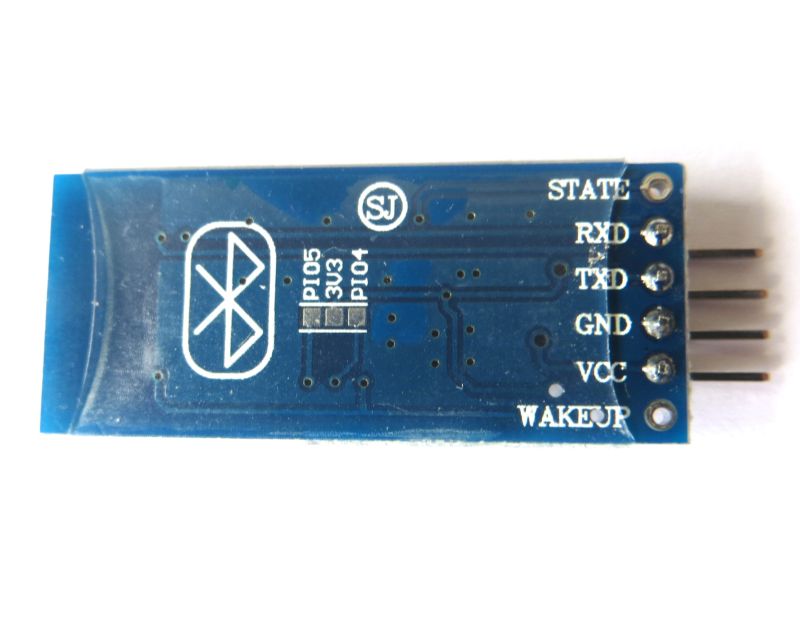 STATE
SJ
RXD
TXD
GND
VCC
WAKEUP
PIO5
3V3
PIO4